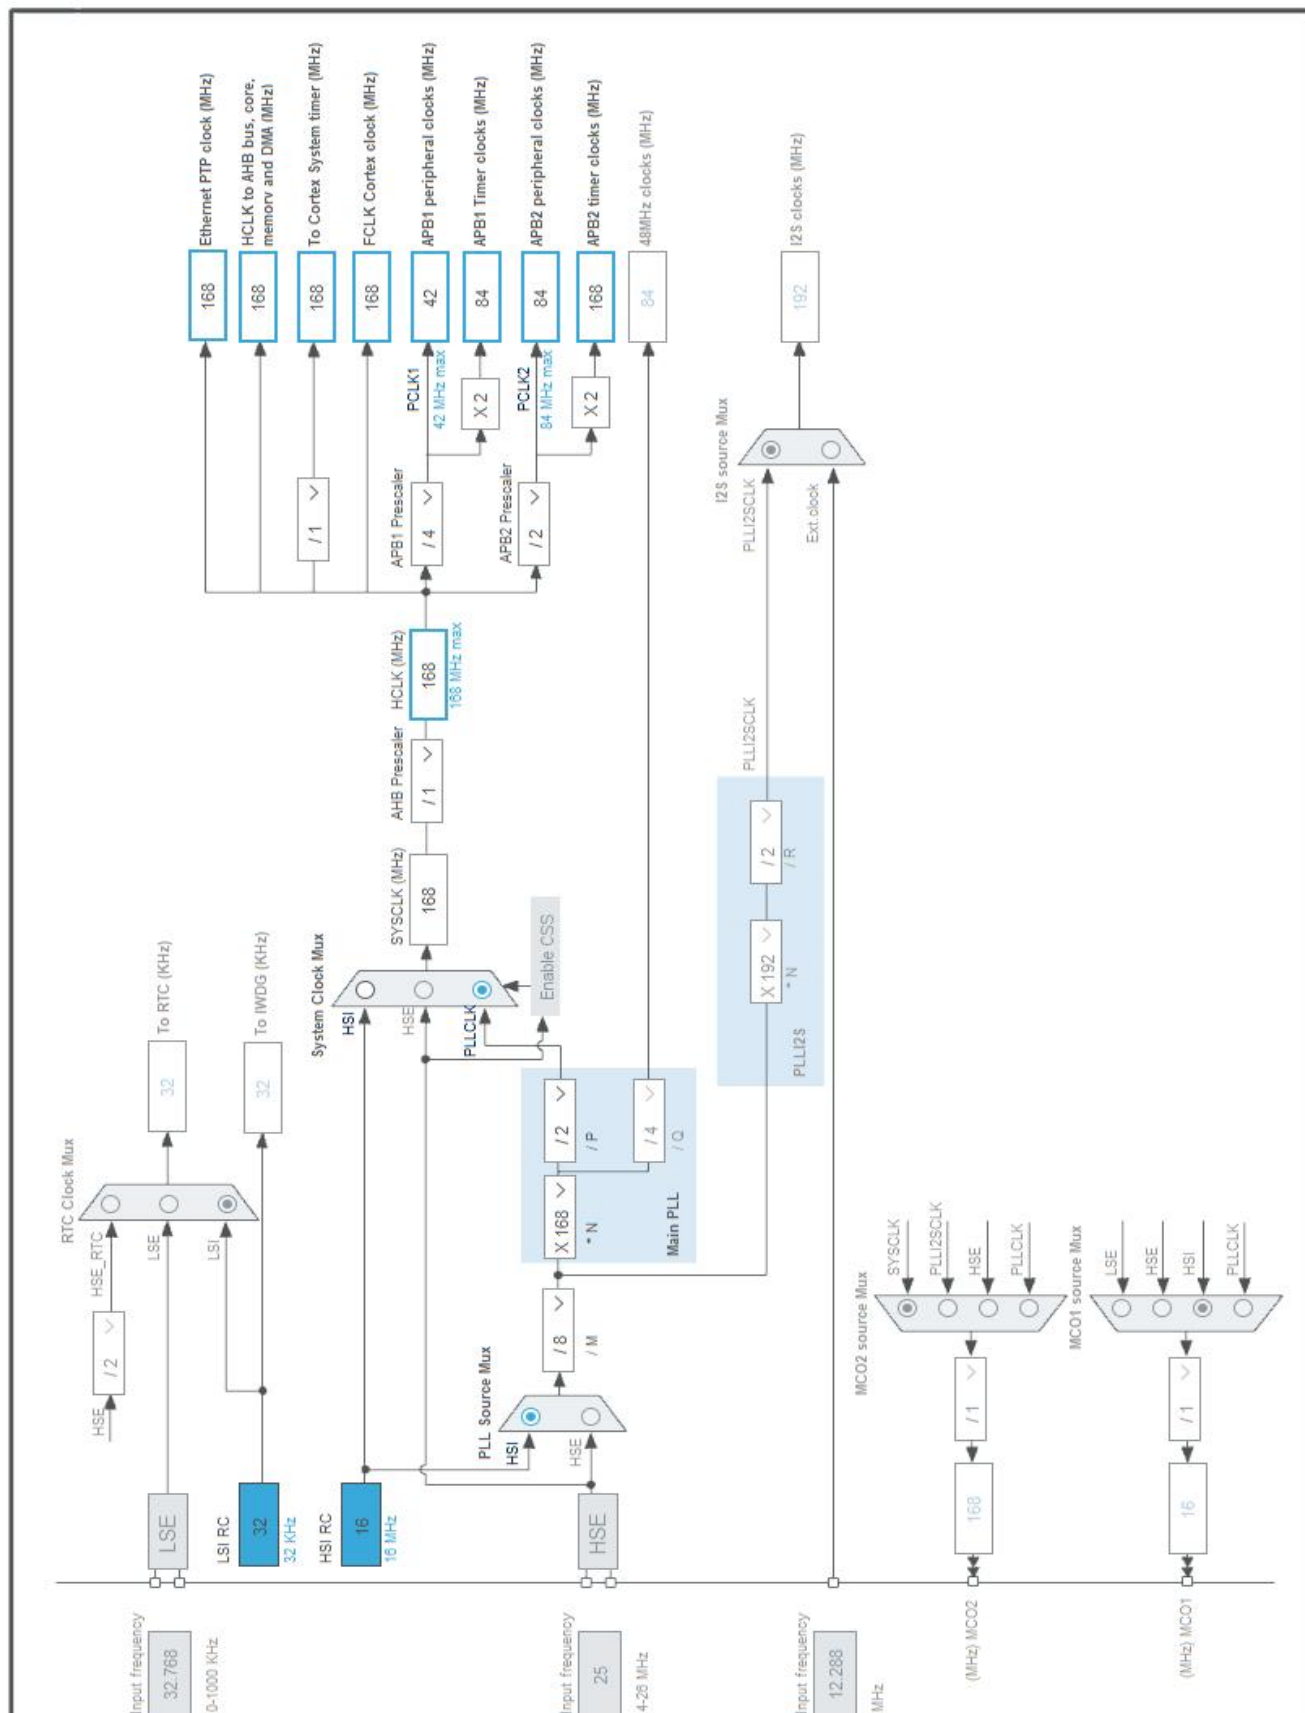 Input frequency
32.768
0-1000 KHz
LSE
HSE
/ 2
HSE_RTC
LSE
LSI
RTC Clock Mux
32
To RTC (KHz)
LSI RC
32
32 KHz
32
To IWDG (KHz)
HSI RC
16
16 MHz
Input frequency
25
4-26 MHz
HSE
PLL Source Mux
HSI
HSE
/ 8
/ M
X 168
* N
/ 2
/ P
/ 4
/ Q
Main PLL
System Clock Mux
HSI
HSE
PLLCLK
Enable CSS
SYSCLK (MHz)
168
AHB Prescaler
/ 1
HCLK (MHz)
168
168 MHz max
168
Ethernet PTP clock (MHz)
168
HCLK to AHB bus, core,
memory and DMA (MHz)
/ 1
168
To Cortex System timer (MHz)
168
FCLK Cortex clock (MHz)
APB1 Prescaler
/ 4
PCLK1
42 MHz max
42
APB1 peripheral clocks (MHz)
X 2
84
APB1 Timer clocks (MHz)
APB2 Prescaler
/ 2
PCLK2
84 MHz max
84
APB2 peripheral clocks (MHz)
X 2
168
APB2 timer clocks (MHz)
84
48MHz clocks (MHz)
PLLI2S
X 192
* N
/ 2
/ R
PLLI2SCLK
I2S source Mux
PLLI2SCLK
Ext.clock
192
I2S clocks (MHz)
Input frequency
12.288
MHz
(MHz) MCO2
168
/ 1
MCO2 source Mux
SYSCLK
PLLI2SCLK
HSE
PLLCLK
(MHz) MCO1
16
/ 1
MCO1 source Mux
LSE
HSE
HSI
PLLCLK